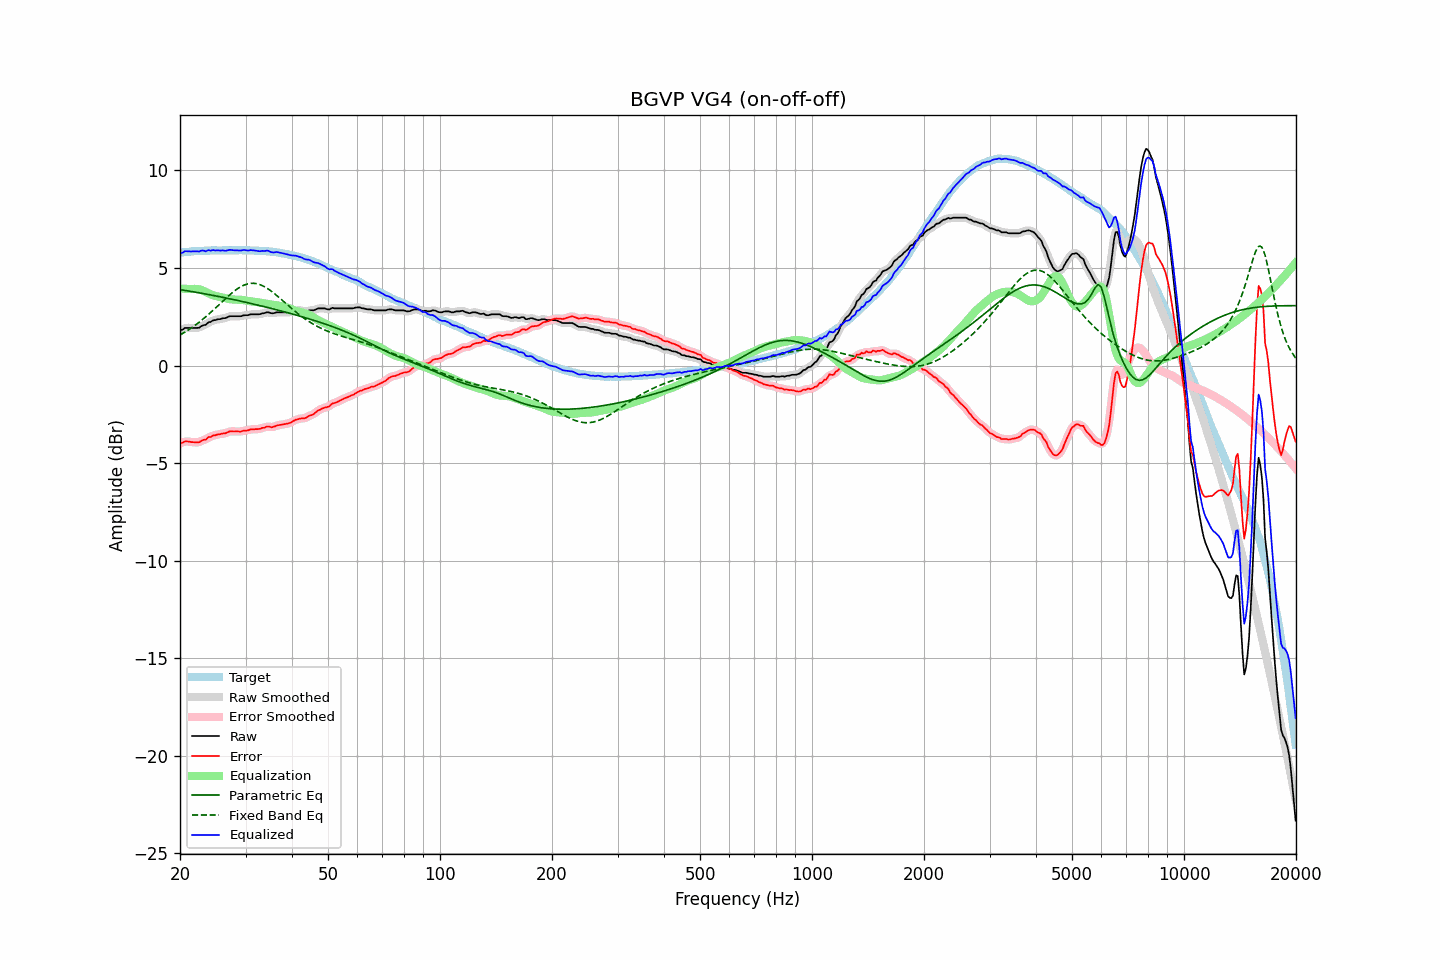 BGVP VG4 (on-off-off)
10
5
0
−5
−10
−15
−20
−25
Amplitude (dBr)
Target
Raw Smoothed
Error Smoothed
Raw
Error
Equalization
Parametric Eq
Fixed Band Eq
Equalized
20 50 100 200 500 1000 2000 5000 10000 20000
Frequency (Hz)